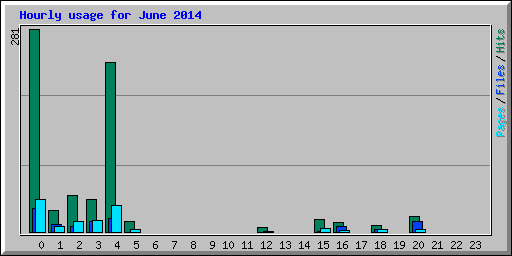 Hourly usage for June 2014
281
Pages/Files/Hits
0 1 2 3 4 5 6 7 8 9 10 11 12 13 14 15 16 17 18 19 20 21 22 23